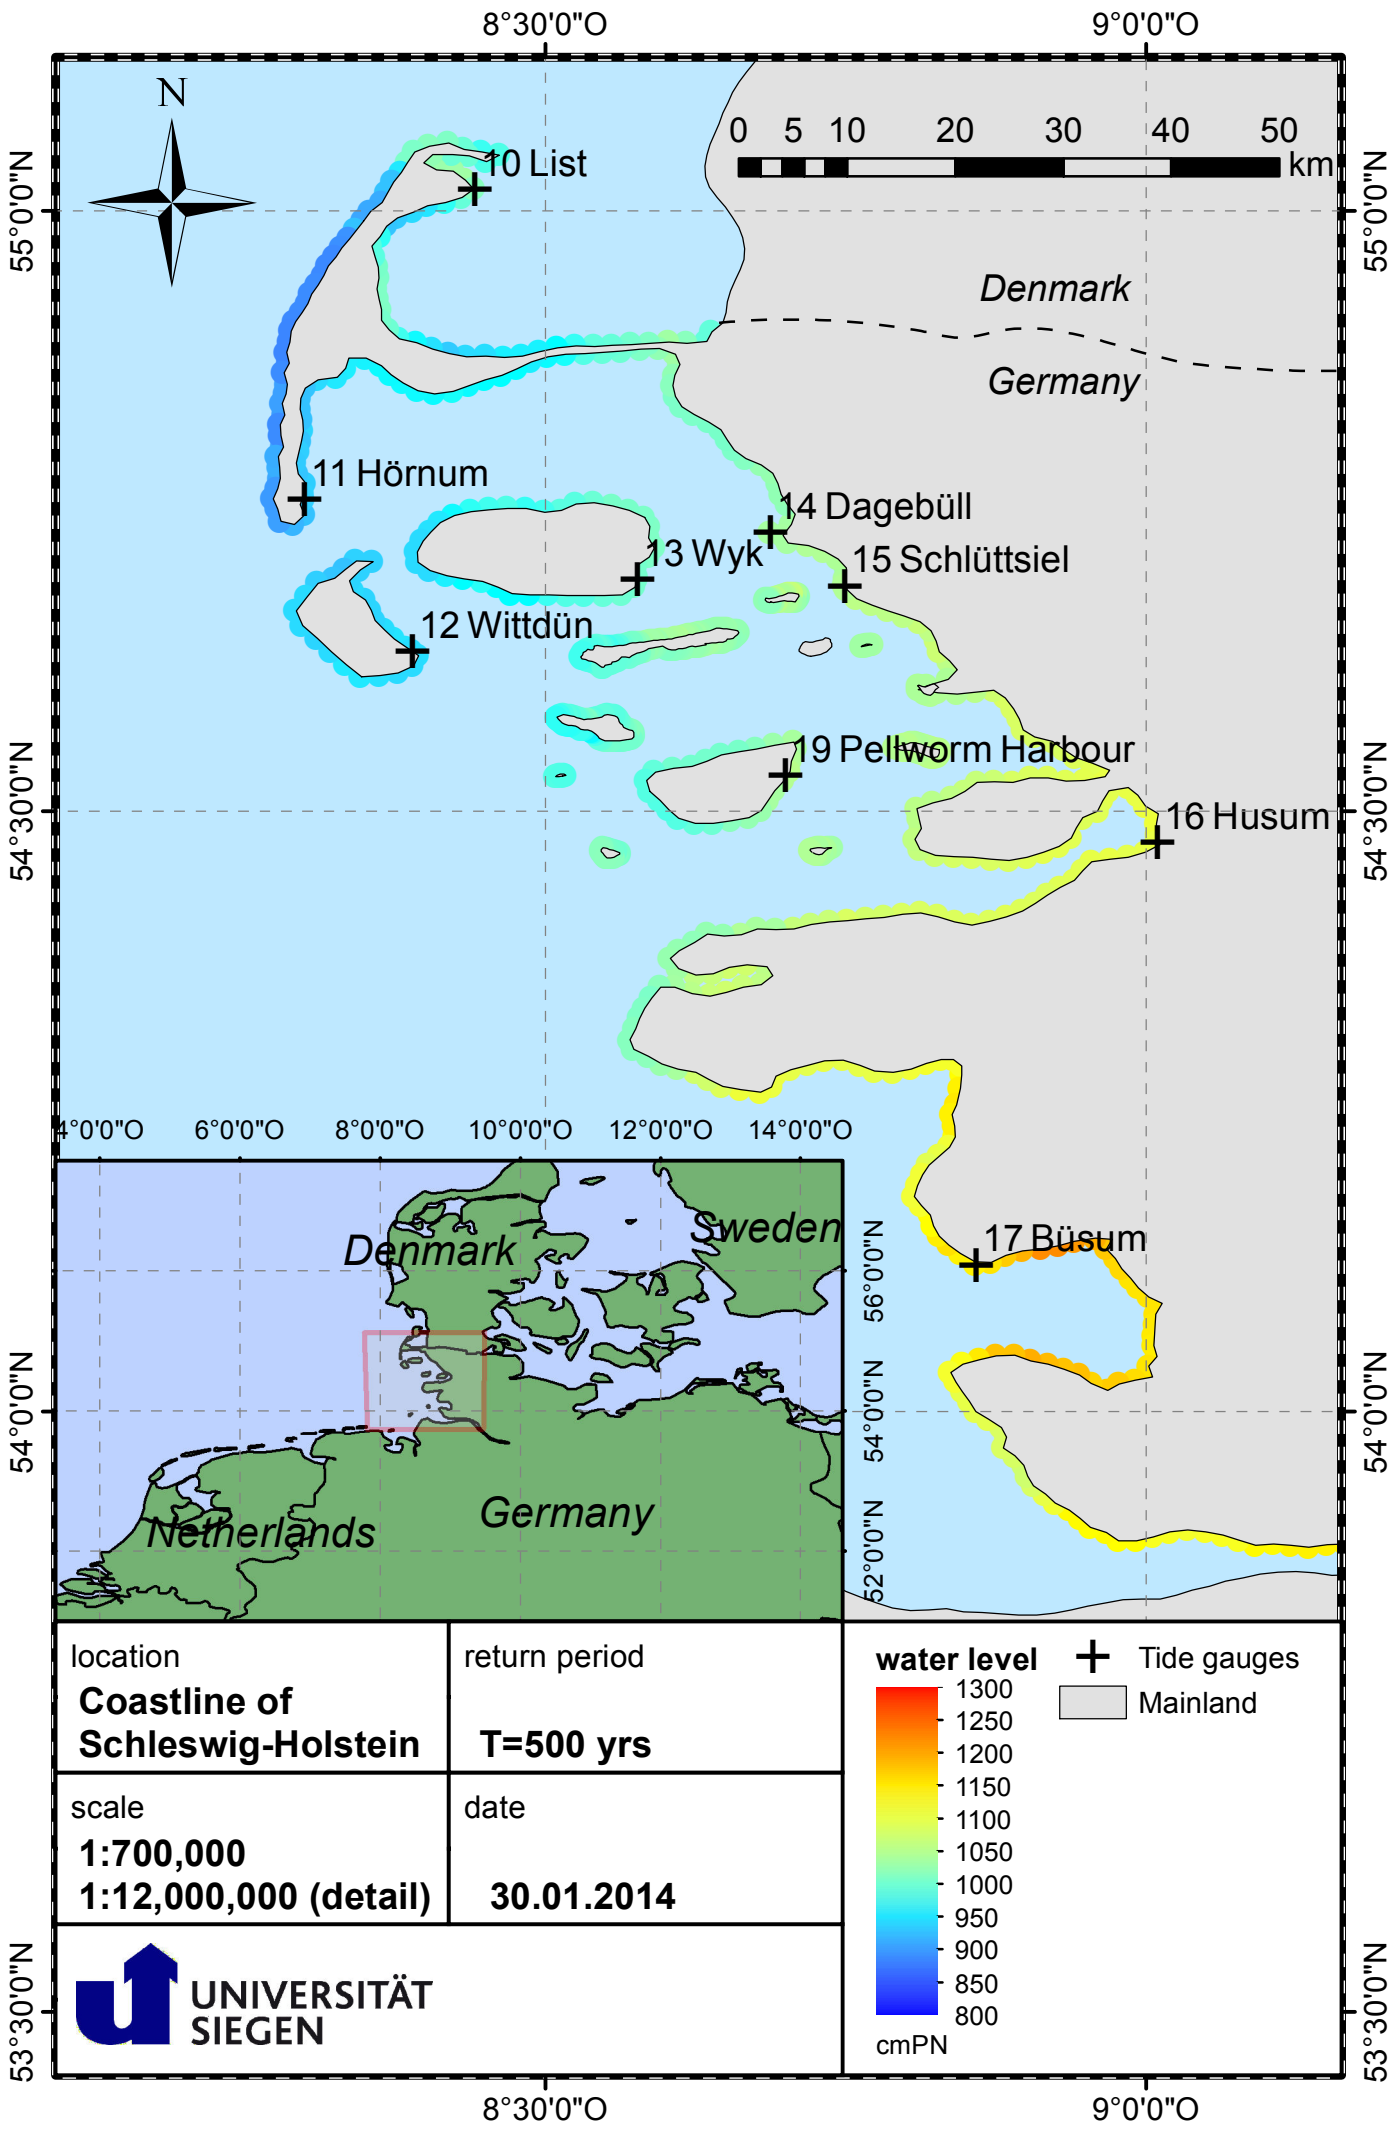 8°30'0"O 9°0'0"O
N
0 5 10 20 30 40 50
km
10 List
55°0'0"N
55°0'0"N
Denmark
Germany
11 Hörnum
14 Dagebüll
13 Wyk
15 Schlüttsiel
12 Wittdün
19 Pellworm Harbour
16 Husum
54°30'0"N
54°30'0"N
4°0'0"O 6°0'0"O 8°0'0"O 10°0'0"O 12°0'0"O 14°0'0"O
17 Büsum
Sweden
Denmark
56°0'0"N
54°0'0"N
54°0'0"N
54°0'0"N
Germany
Netherlands
52°0'0"N
location
Coastline of
Schleswig-Holstein
return period
T=500 yrs
scale
1:700,000
1:12,000,000 (detail)
date
30.01.2014
UNIVERSITÄT
SIEGEN
water level
1300
1250
1200
1150
1100
1050
1000
950
900
850
800
cmPN
Tide gauges
Mainland
53°30'0"N
53°30'0"N
8°30'0"O 9°0'0"O